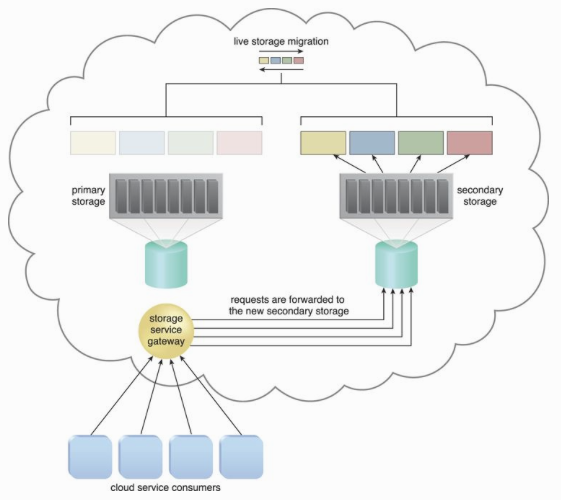 live storage migration
primary
storage
secondary
storage
requests are forwarded to
the new secondary storage
storage
service
gateway
cloud service consumers